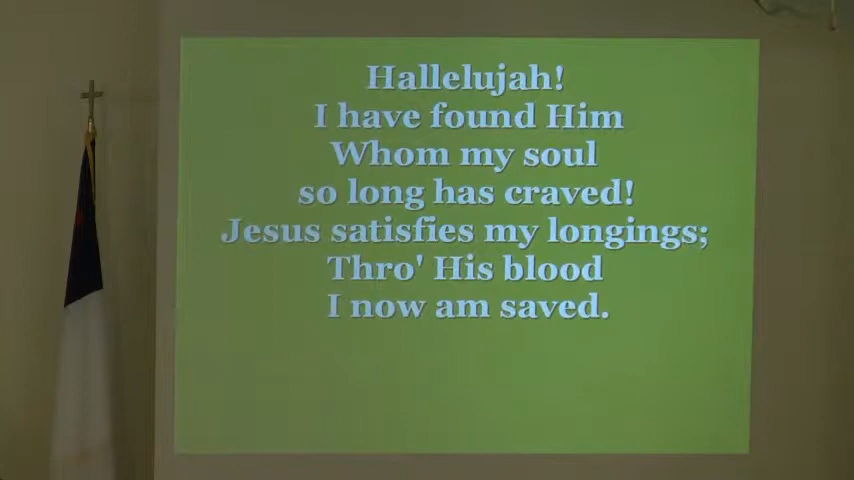 Hallelujah!
I have found Him
Whom my soul
so long has craved!
Jesus satisfies my longings;
Thro' His blood
I now am saved.